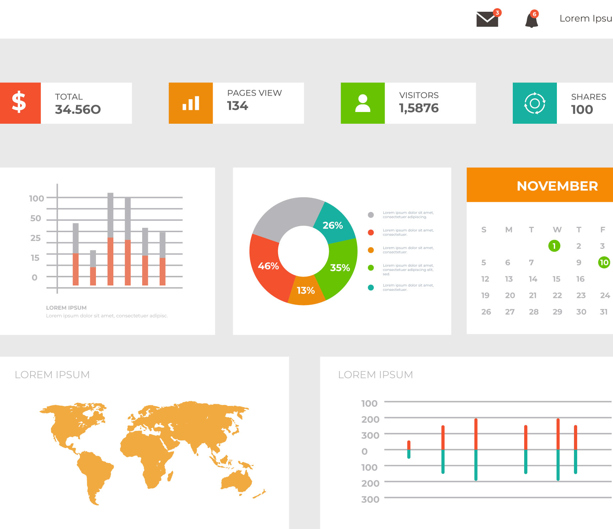 3
6
Lorem Ipsu
$
TOTAL
34.56O
PAGES VIEW
134
VISITORS
1,5876
SHARES
100
100
50
25
15
0
LOREM IPSUM
Lorem ipsum dolor sit amet, consectetur adipiscing.
26%
46%
35%
13%
Lorem ipsum dolor sit amet,
consectetur adipiscing.
Lorem ipsum dolor sit amet,
consectetuer.
Lorem ipsum dolor sit amet,
consectetuer.
Lorem ipsum dolor sit amet,
consectetuer adipiscing elit
sed
Lorem ipsum dolor sit amet,
consectetuer.
NOVEMBER
S M T W T F
1 2 3
5 6 7 9 10
12 13 14 15 16
19 20 21 22 23 24
26 27 28 29 30 31
LOREM IPSUM
LOREM IPSUM
100
200
300
0
100
200
300